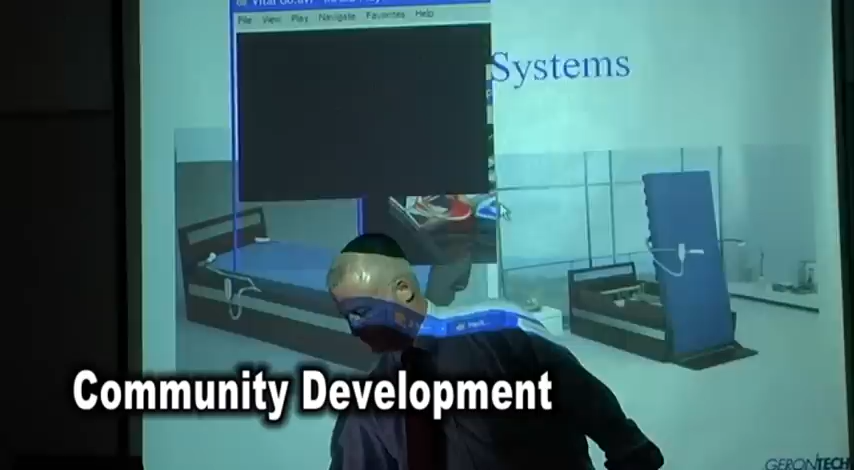 File View Play Navigate Favorites Help
Systems
Community Development
GERONTECH